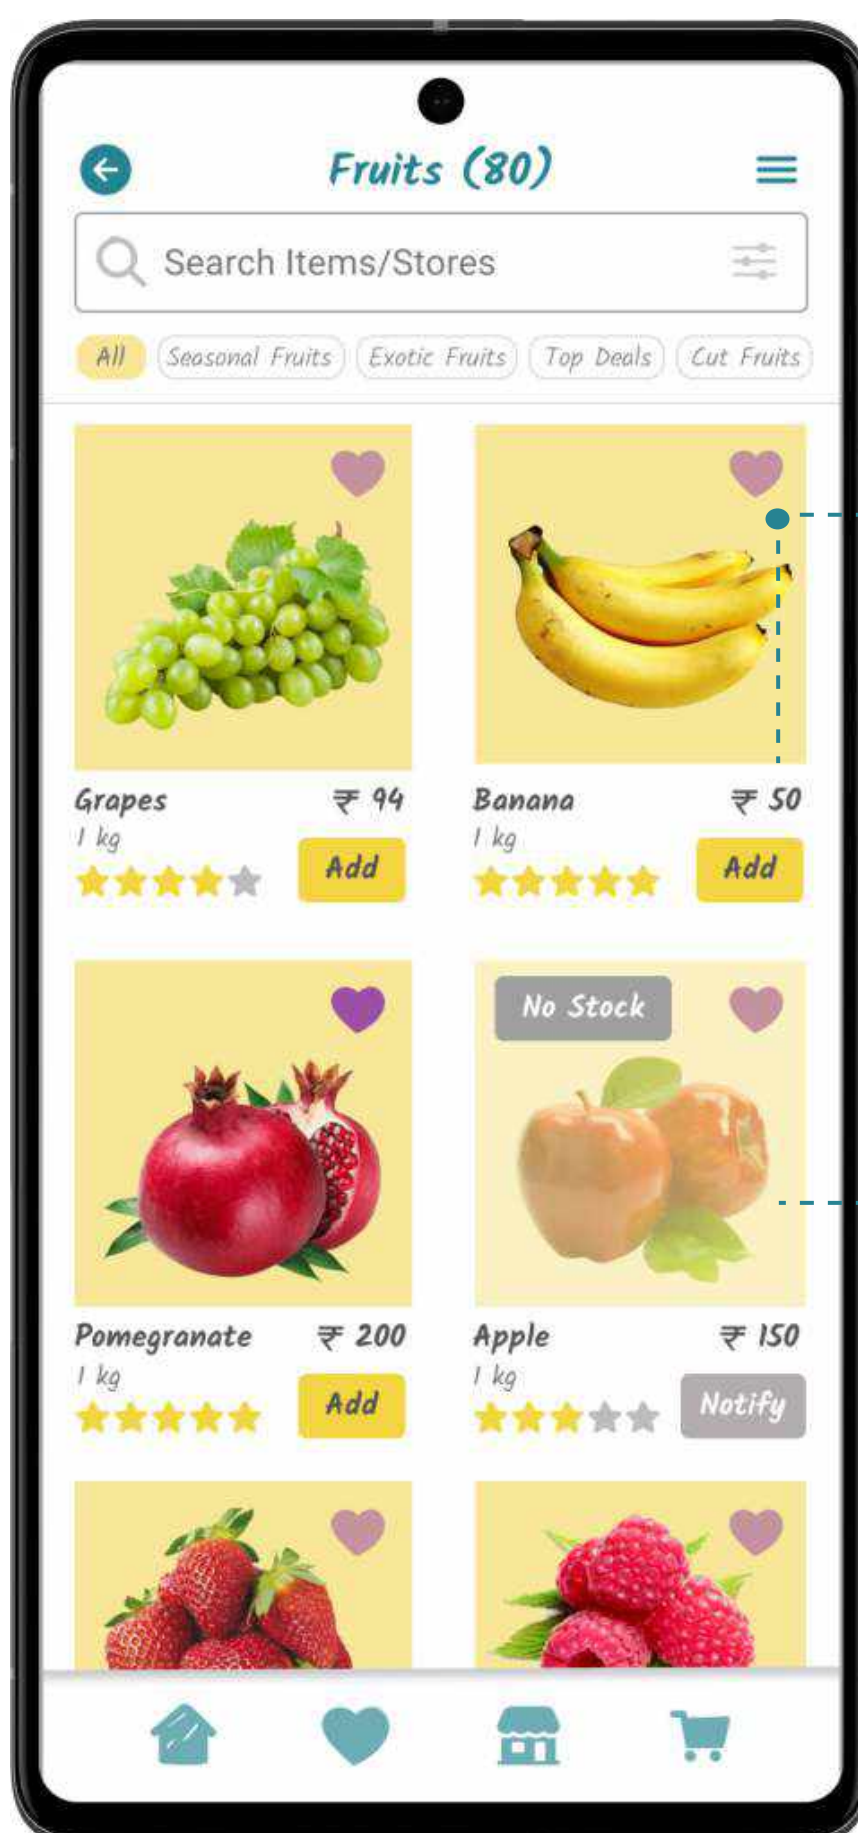 Fruits (80)
Search Items/Stores
All Seasonal Fruits Exotic Fruits Top Deals Cut Fruits
Grapes ₹ 94
1 kg
Add
Banana ₹ 50
1 kg
Add
No Stock
Pomegranate ₹ 200
1 kg
Add
Apple ₹ 150
1 kg
Notify